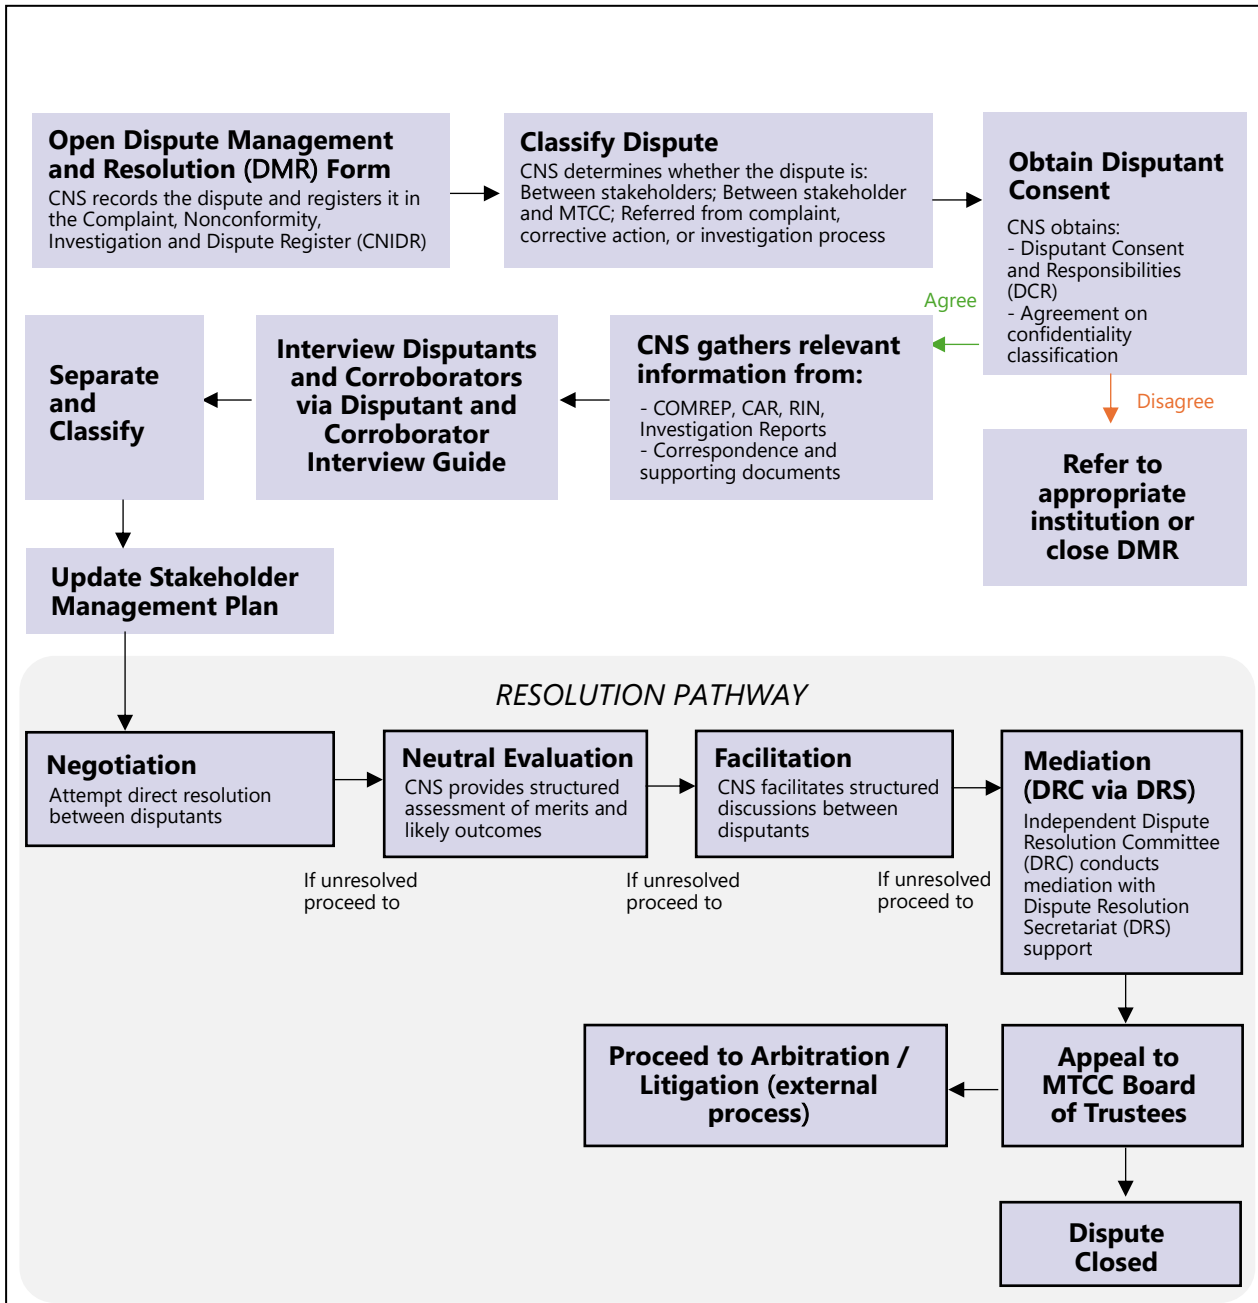 Open Dispute Management
and Resolution (DMR) Form
CNS records the dispute and registers it in
the Complaint, Nonconformity,
Investigation and Dispute Register (CNIDR)
Classify Dispute
CNS determines whether the dispute is:
Between stakeholders; Between stakeholder
and MTCC; Referred from complaint,
corrective action, or investigation process
Obtain Disputant
Consent
CNS obtains:
- Disputant Consent
and Responsibilities
(DCR)
- Agreement on
confidentiality
classification
Agree
Disagree
Refer to
appropriate
institution or
close DMR
CNS gathers relevant
information from:
- COMREP, CAR, RIN,
Investigation Reports
- Correspondence and
supporting documents
Interview Disputants
and Corroborators
via Disputant and
Corroborator
Interview Guide
Separate
and
Classify
Update Stakeholder
Management Plan
RESOLUTION PATHWAY
Negotiation
Attempt direct resolution
between disputants
If unresolved
proceed to
Neutral Evaluation
CNS provides structured
assessment of merits and
likely outcomes
If unresolved
proceed to
Facilitation
CNS facilitates structured
discussions between
disputants
If unresolved
proceed to
Mediation
(DRC via DRS)
Independent Dispute
Resolution Committee
(DRC) conducts
mediation with
Dispute Resolution
Secretariat (DRS)
support
Appeal to
MTCC Board
of Trustees
Proceed to Arbitration /
Litigation (external
process)
Dispute
Closed